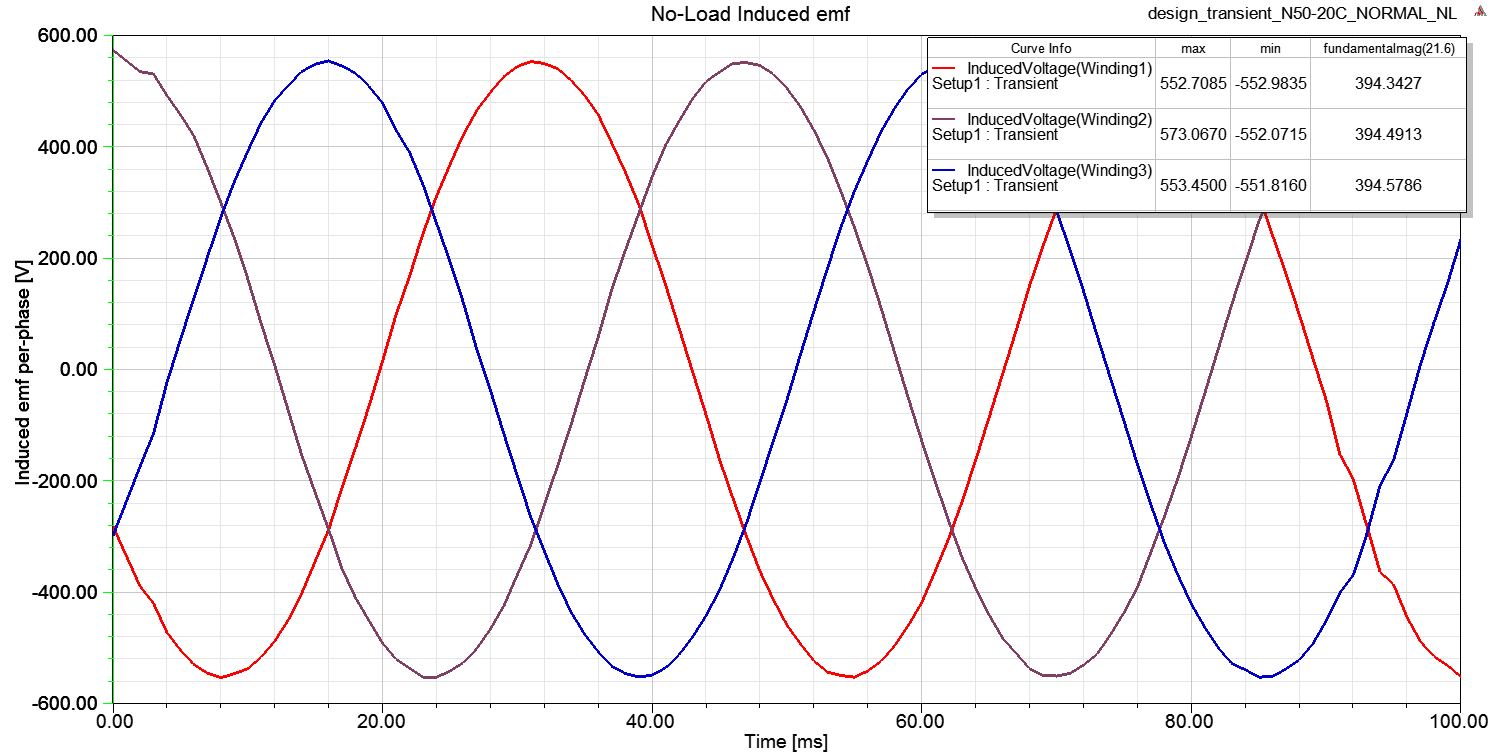 No-Load Induced emf
design_transient_N50-20C_NORMAL_NL
Curve Info max min fundamentalmag(21.6)
InducedVoltage(Winding1)
Setup1 : Transient 552.7085 -552.9835 394.3427
InducedVoltage(Winding2)
Setup1 : Transient 573.0670 -552.0715 394.4913
InducedVoltage(Winding3)
Setup1 : Transient 553.4500 -551.8160 394.5786
Induced emf per-phase [V]
600.00
400.00
200.00
0.00
-200.00
-400.00
-600.00
0.00 20.00 40.00 60.00 80.00 100.00
Time [ms]